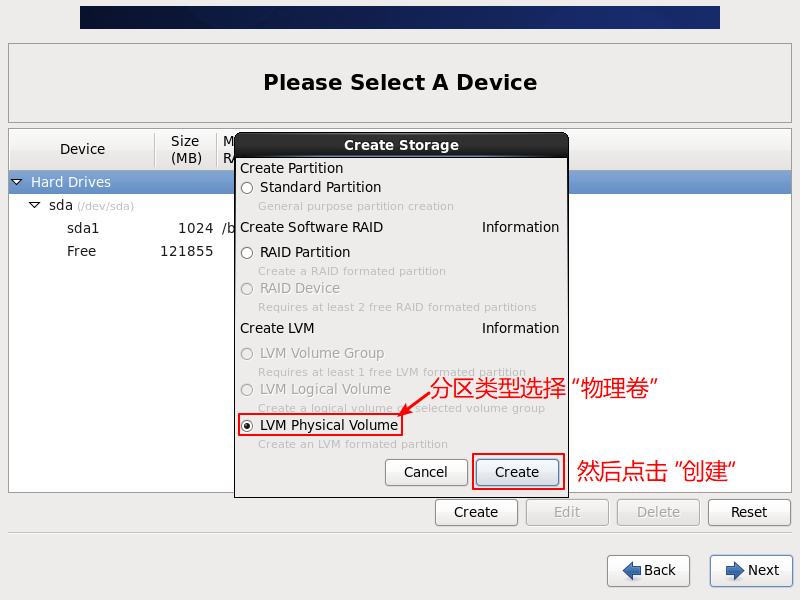 Please Select A Device
Device
Size
(MB)
M
RA
Hard Drives
sda (/dev/sda)
sda1 1024 /b
Free 121855
Create Storage
Create Partition
Standard Partition
General purpose partition creation
Create Software RAID Information
RAID Partition
Create a RAID formated partition
RAID Device
Requires at least 2 free RAID formated partitions
Create LVM Information
LVM Volume Group
Requires at least 1 free LVM formated partition
LVM Logical Volume
Create a logical volume selected volume group
LVM Physical Volume
Create an LVM formated partition
分区类型选择 “物理卷”
Cancel Create
然后点击 ”创建“
Create Edit Delete Reset
Back Next